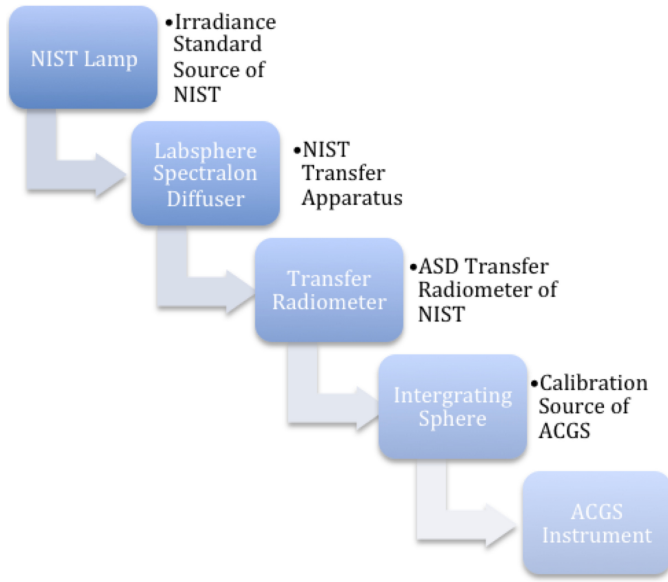 NIST Lamp
•Irradiance
Standard
Source of
NIST
Labsphere
Spectralon
Diffuser
•NIST
Transfer
Apparatus
Transfer
Radiometer
•ASD Transfer
Radiometer of
NIST
Intergrating
Sphere
•Calibration
Source of
ACGS
ACGS
Instrument